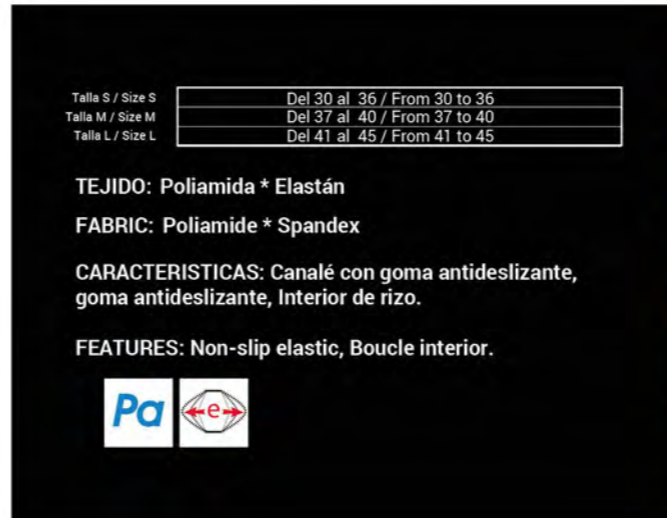 Talla S / Size S Del 30 al 36 / From 30 to 36
Talla M / Size M Del 37 al 40 / From 37 to 40
Talla L / Size L Del 41 al 45 / From 41 to 45
TEJIDO: Poliamida * Elastán
FABRIC: Poliamide * Spandex
CARACTERISTICAS: Canalé con goma antideslizante,
goma antideslizante, Interior de rizo.
FEATURES: Non-slip elastic, Boucle interior.
Pa e